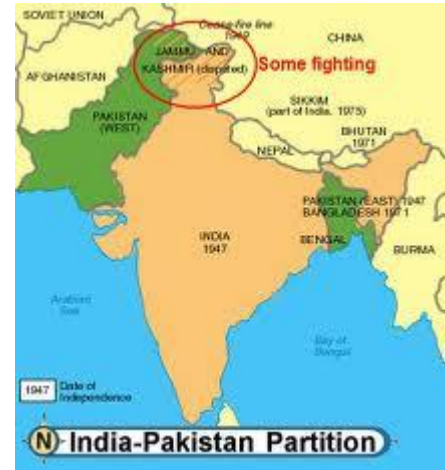 SOVIET UNION
Cease-fire line
1949
CHINA
JAMMU AND
KASHMIR (disputed)
Some fighting
AFGHANISTAN
PAKISTAN
(WEST)
SIKKIM
(part of India, 1975)
BHUTAN
1971
NEPAL
PAKISTAN (EAST) 1947
BANGLADESH 1971
INDIA
1947
BENGAL
BURMA
Arabian
Sea
Bay of
Bengal
1947
Date of
Independence
N India-Pakistan Partition